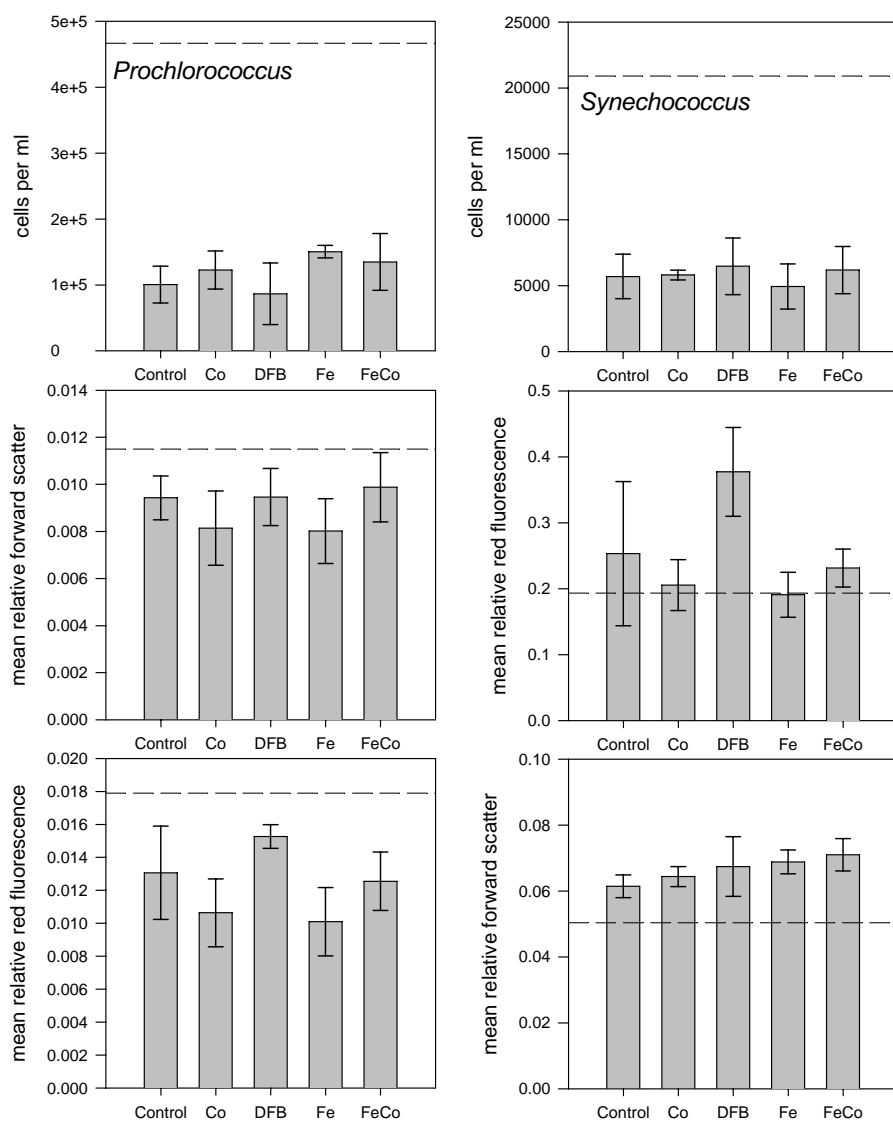 5e+5
Prochlorococcus
4e+5
3e+5
2e+5
1e+5
0
cells per ml
Control Co DFB Fe FeCo
25000
20000
Synechococcus
15000
10000
5000
0
cells per ml
Control Co DFB Fe FeCo
0.014
0.012
0.010
0.008
0.006
0.004
0.002
0.000
mean relative forward scatter
Control Co DFB Fe FeCo
0.5
0.4
0.3
0.2
0.1
0.0
mean relative red fluorescence
Control Co DFB Fe FeCo
0.020
0.018
0.016
0.014
0.012
0.010
0.008
0.006
0.004
0.002
0.000
mean relative red fluorescence
Control Co DFB Fe FeCo
0.10
0.08
0.06
0.04
0.02
0.00
mean relative forward scatter
Control Co DFB Fe FeCo